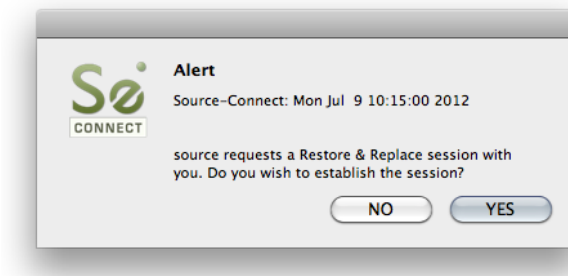 Se
CONNECT
Alert
Source-Connect: Mon Jul  9 10:15:00 2012
source requests a Restore & Replace session with
you. Do you wish to establish the session?
NO
YES